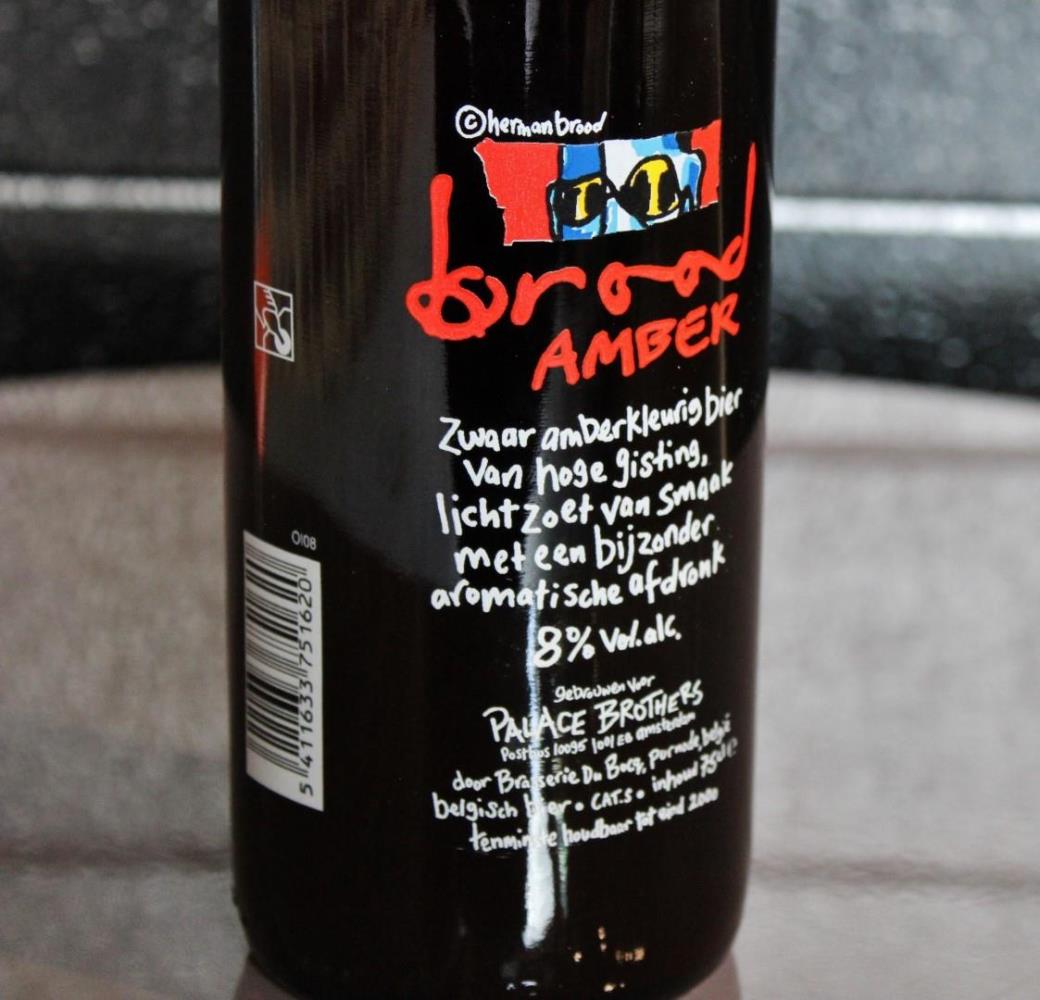 ©hermanbrood
brood
AMBER
Zwaar amberkleurig bier
van hoge gisting,
licht zoet van smaak
met een bijzonder
aromatische afdronk
8% vol.alc.
gebrouwen voor
PALACE BROTHERS
Postbus 10095 1001 EB amsterdam
door Brasserie Du Bocq, Purnode, belgië
belgisch bier • CAT.S • inhoud 75cl e
tenminste houdbaar tot eind 2000
0108
5 411633 751620